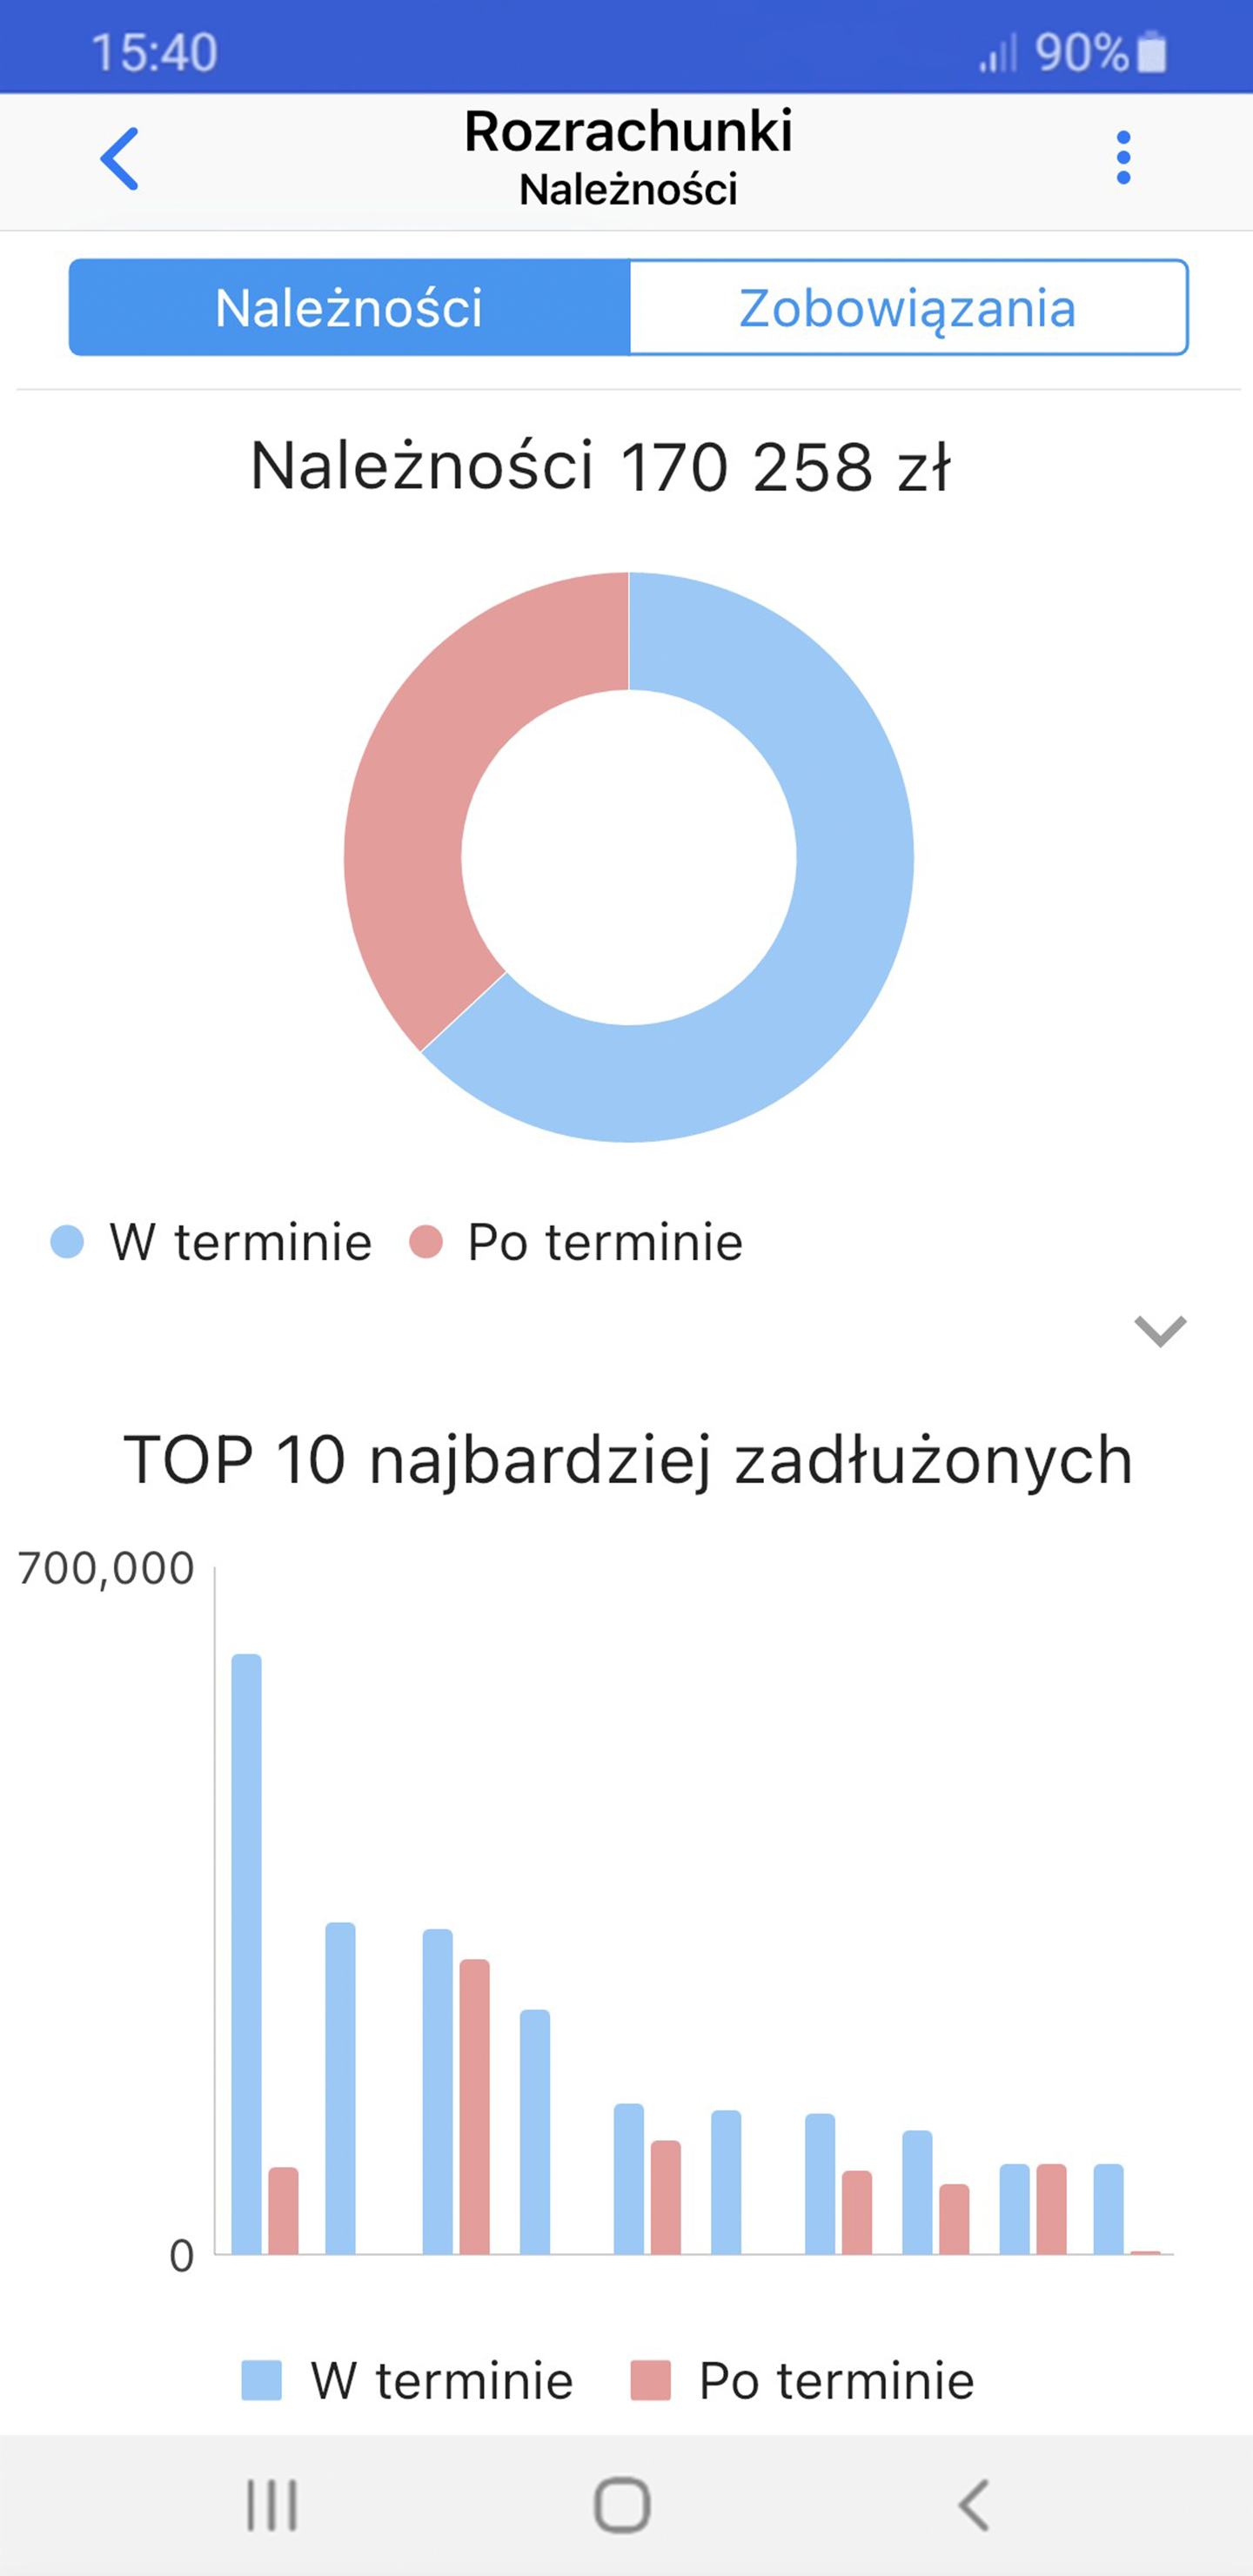 15:40 90%
Rozrachunki
Należności
Należności Zobowiązania
Należności 170 258 zł
W terminie Po terminie
TOP 10 najbardziej zadłużonych
700,000
0
W terminie Po terminie